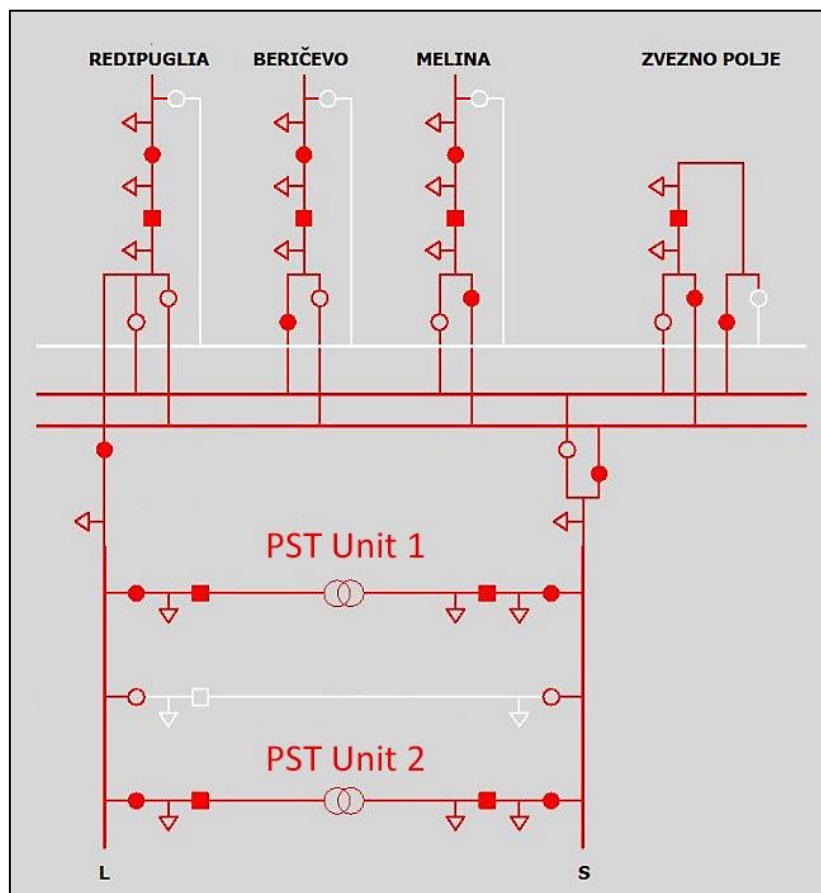 REDIPUGLIA BERIČEVO MELINA ZVEZNO POLJE
PST Unit 1
PST Unit 2
L S